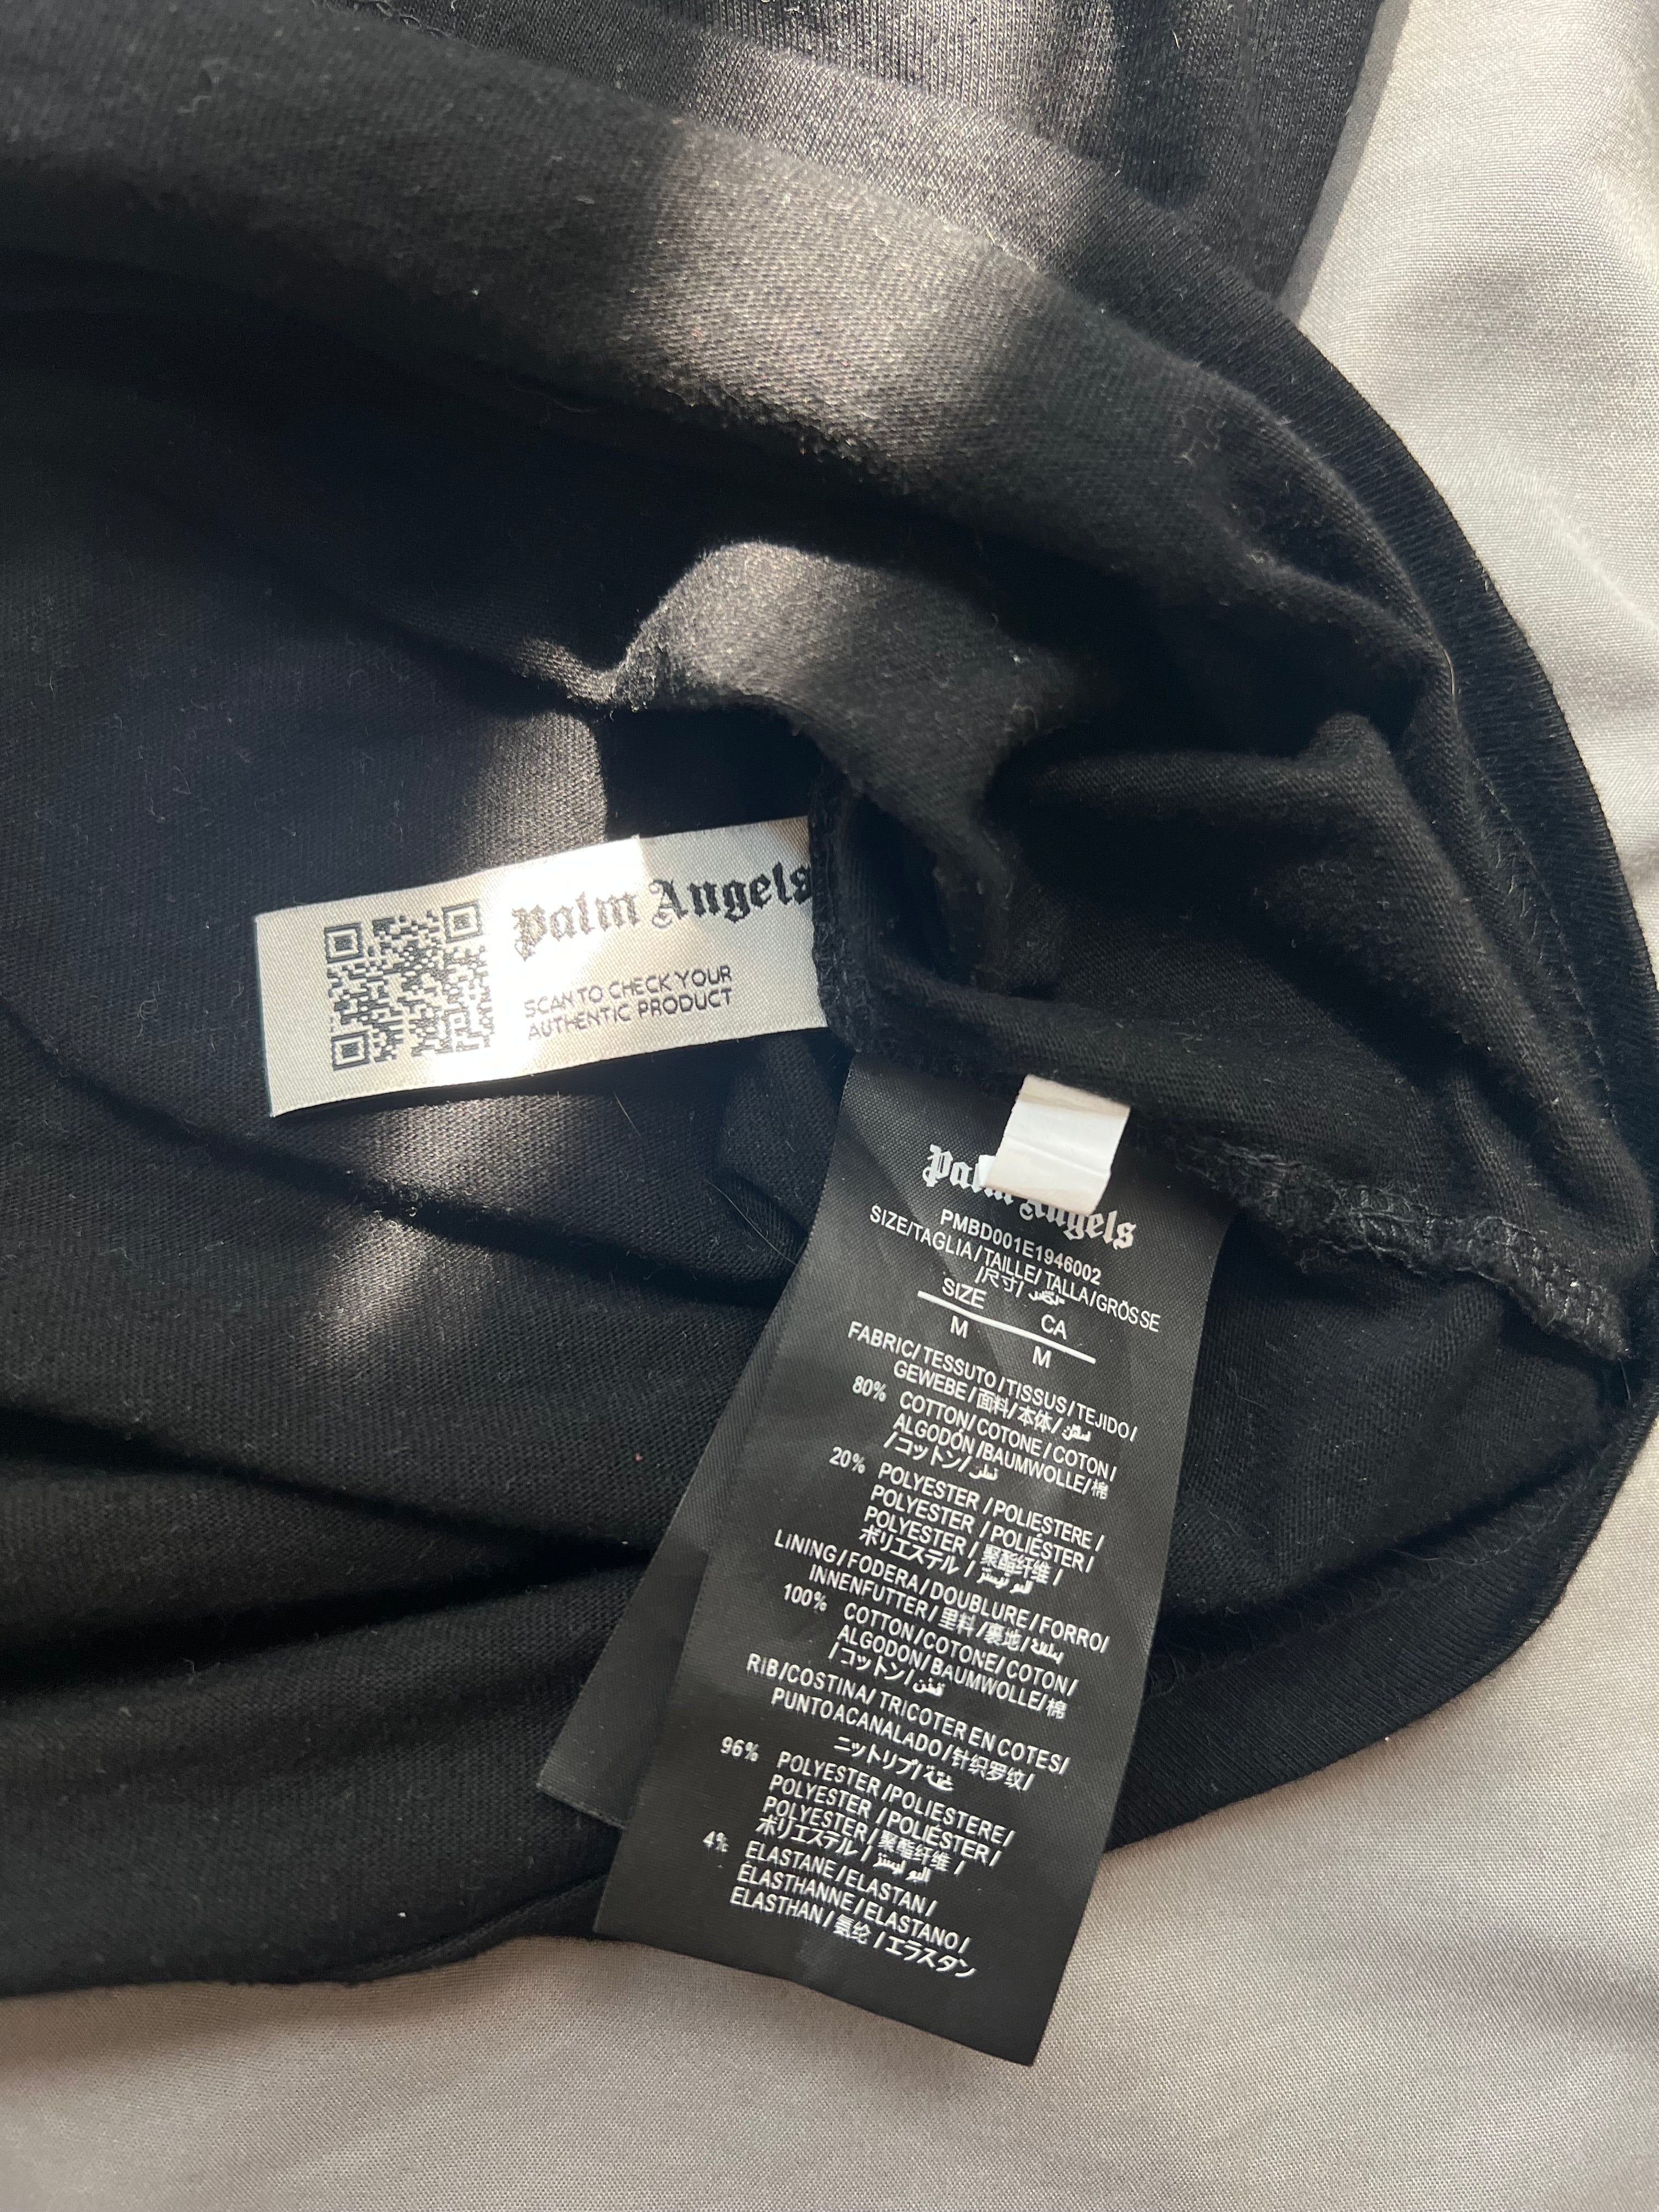 Palm Angels
SCAN TO CHECK YOUR
AUTHENTIC PRODUCT
Angels
PMBD001E1946002
SIZE/TAGLIA/TAILLE/TALLA/GRÖSSE
/尺寸/
SIZE CA
M M
FABRIC/TESSUTO/TISSUS/TEJIDO/
GEWEBE/面料/本体/
80% COTTON/COTONE/COTON/
ALGODÓN/BAUMWOLLE/棉
/コットン/
20% POLYESTER/POLIESTERE/
POLYESTER/POLIÉSTER/
POLYESTER/聚酯纤维/
ポリエステル/
LINING/FODERA/DOUBLURE/FORRO/
INNENFUTTER/里料/裏地/
100% COTTON/COTONE/COTON/
ALGODON/BAUMWOLLE/棉
/コットン/قطن
RIB/COSTINA/TRICOTER EN COTES/
PUNTO ACANALADO/针织罗纹/
ニットリブ/
96% POLYESTER/POLIESTERE/
POLYESTER/POLIÉSTER/
POLYESTER/聚酯纤维/
ポリエステル/
4% ELASTANE/ELASTAN/
ÉLASTHANNE/ELASTANO/
ELASTHAN/氨纶/エラスタン